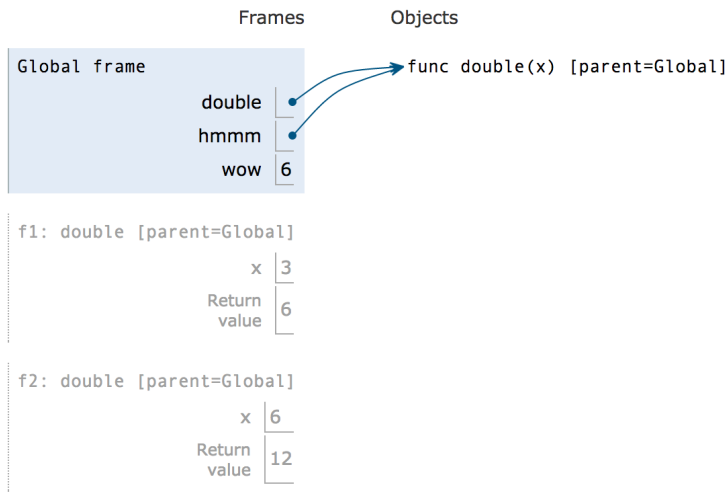 Frames Objects
Global frame func double(x) [parent=Global]
double
hmmm
wow 6
f1: double [parent=Global]
x 3
Return
value 6
f2: double [parent=Global]
x 6
Return
value 12